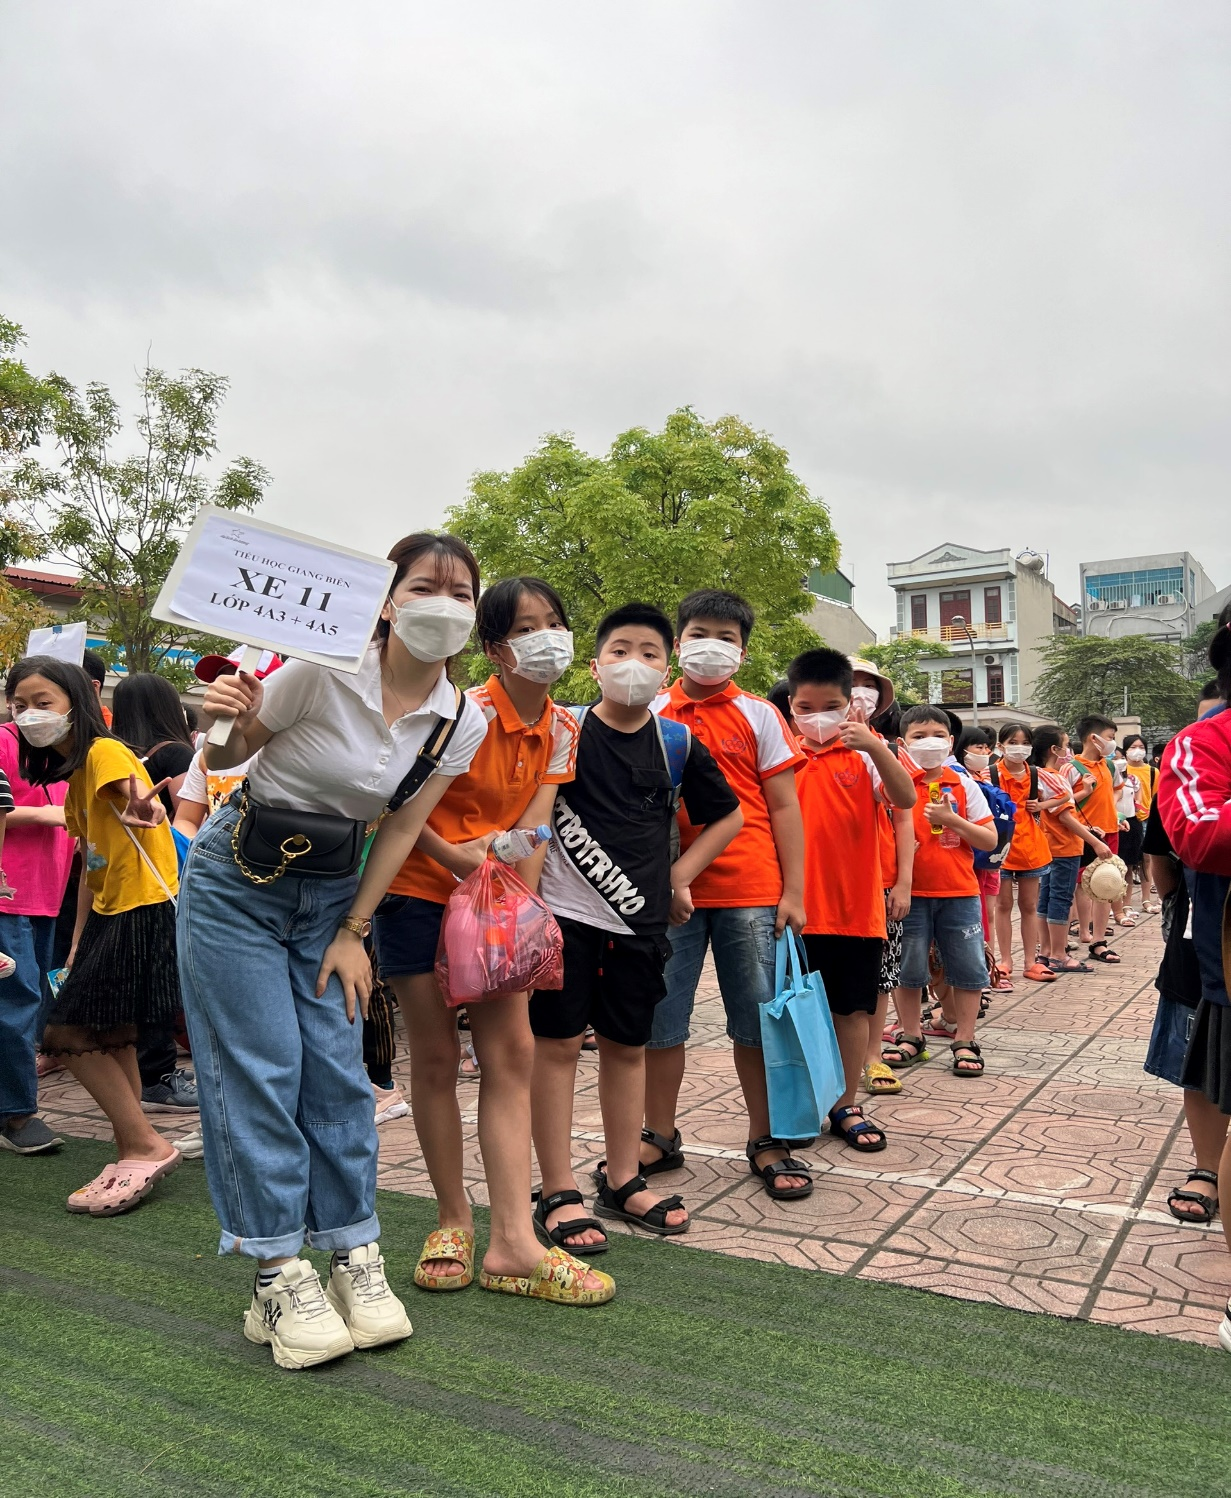 TIỂU HỌC GIANG BIÊN
XE 11
LỚP 4A3 + 4A5